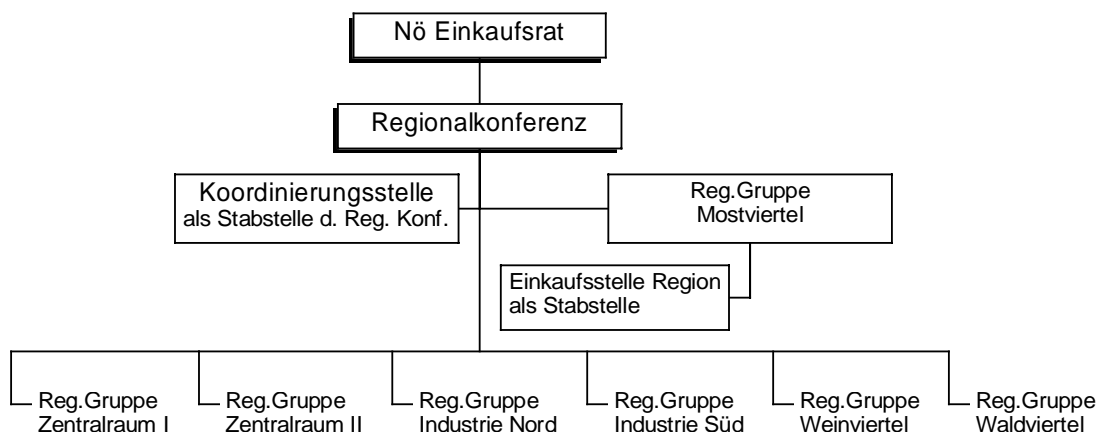 Nö Einkaufsrat
Regionalkonferenz
Koordinierungsstelle
als Stabstelle d. Reg. Konf.
Reg.Gruppe
Mostviertel
Einkaufsstelle Region
als Stabstelle
Reg.Gruppe
Zentralraum I
Reg.Gruppe
Zentralraum II
Reg.Gruppe
Industrie Nord
Reg.Gruppe
Industrie Süd
Reg.Gruppe
Weinviertel
Reg.Gruppe
Waldviertel